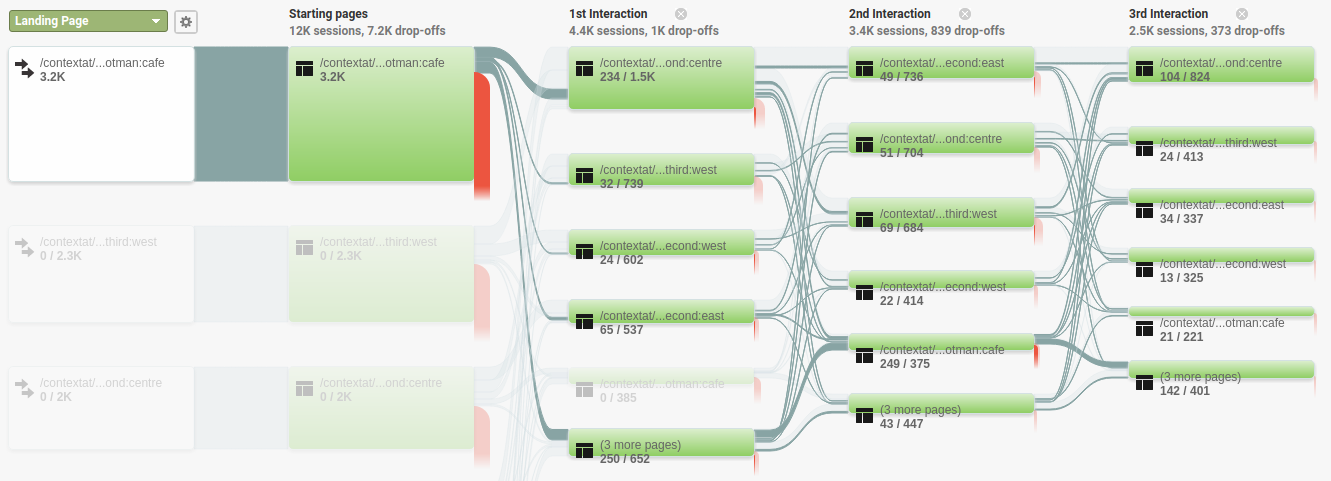 Landing Page
Starting pages
12K sessions, 7.2K drop-offs
1st Interaction
4.4K sessions, 1K drop-offs
2nd Interaction
3.4K sessions, 839 drop-offs
3rd Interaction
2.5K sessions, 373 drop-offs
/contextat/...otman:cafe
3.2K
/contextat/...third:west
0 / 2.3K
/contextat/...ond:centre
0 / 2K
/contextat/...otman:cafe
3.2K
/contextat/...third:west
0 / 2.3K
/contextat/...ond:centre
0 / 2K
/contextat/...ond:centre
234 / 1.5K
/contextat/...third:west
32 / 739
/contextat/...econd:west
24 / 602
/contextat/...econd:east
65 / 537
/contextat/...otman:cafe
0 / 385
(3 more pages)
250 / 652
/contextat/...econd:east
49 / 736
/contextat/...ond:centre
51 / 704
/contextat/...third:west
69 / 684
/contextat/...econd:west
22 / 414
/contextat/...otman:cafe
249 / 375
(3 more pages)
43 / 447
/contextat/...ond:centre
104 / 824
/contextat/...third:west
24 / 413
/contextat/...econd:east
34 / 337
/contextat/...econd:west
13 / 325
/contextat/...otman:cafe
21 / 221
(3 more pages)
142 / 401